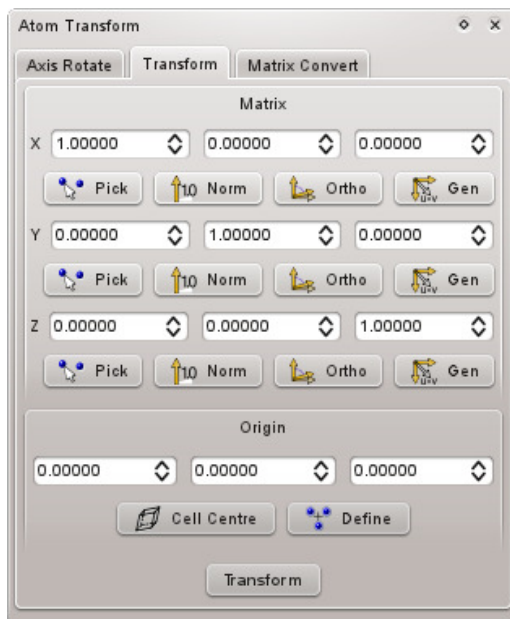 Atom Transform
Axis Rotate Transform Matrix Convert
Matrix
X 1.00000 0.00000 0.00000
Pick 1.0 Norm Ortho U×V Gen
Y 0.00000 1.00000 0.00000
Pick 1.0 Norm Ortho U×V Gen
Z 0.00000 0.00000 1.00000
Pick 1.0 Norm Ortho U×V Gen
Origin
0.00000 0.00000 0.00000
Cell Centre Define
Transform